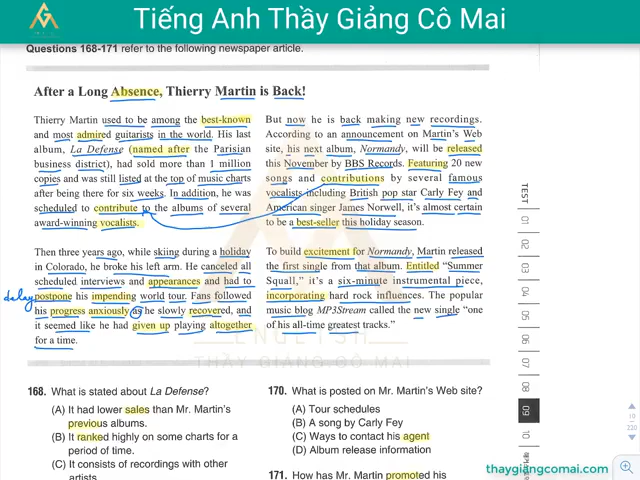 Tiếng Anh Thầy Giảng Cô Mai
Questions 168-171 refer to the following newspaper article.
After a Long Absence, Thierry Martin is Back!
Thierry Martin used to be among the best-known
and most admired guitarists in the world. His last
album, La Defense (named after the Parisian
business district), had sold more than 1 million
copies and was still listed at the top of music charts
after being there for six weeks. In addition, he was
scheduled to contribute to the albums of several
award-winning vocalists.
Then three years ago, while skiing during a holiday
in Colorado, he broke his left arm. He canceled all
scheduled interviews and appearances and had to
delay
postpone his impending world tour. Fans followed
his progress anxiously as he slowly recovered, and
it seemed like he had given up playing altogether
for a time.
But now he is back making new recordings.
According to an announcement on Martin's Web
site, his next album, Normandy, will be released
this November by BBS Records. Featuring 20 new
songs and contributions by several famous
vocalists including British pop star Carly Fey and
American singer James Norwell, it's almost certain
to be a best-seller this holiday season.
To build excitement for Normandy, Martin released
the first single from that album. Entitled "Summer
Squall," it's a six-minute instrumental piece,
incorporating hard rock influences. The popular
music blog MP3Stream called the new single "one
of his all-time greatest tracks."
ENGLISH
THẦY GIẢNG CÔ MAI
168. What is stated about La Defense?
(A) It had lower sales than Mr. Martin's
previous albums.
(B) It ranked highly on some charts for a
period of time.
(C) It consists of recordings with other
artists.
170. What is posted on Mr. Martin's Web site?
(A) Tour schedules
(B) A song by Carly Fey
(C) Ways to contact his agent
(D) Album release information
171. How has Mr. Martin promoted his
TEST
01
02
03
04
05
06
07
08
09
10
220
thaygiangcomai.com